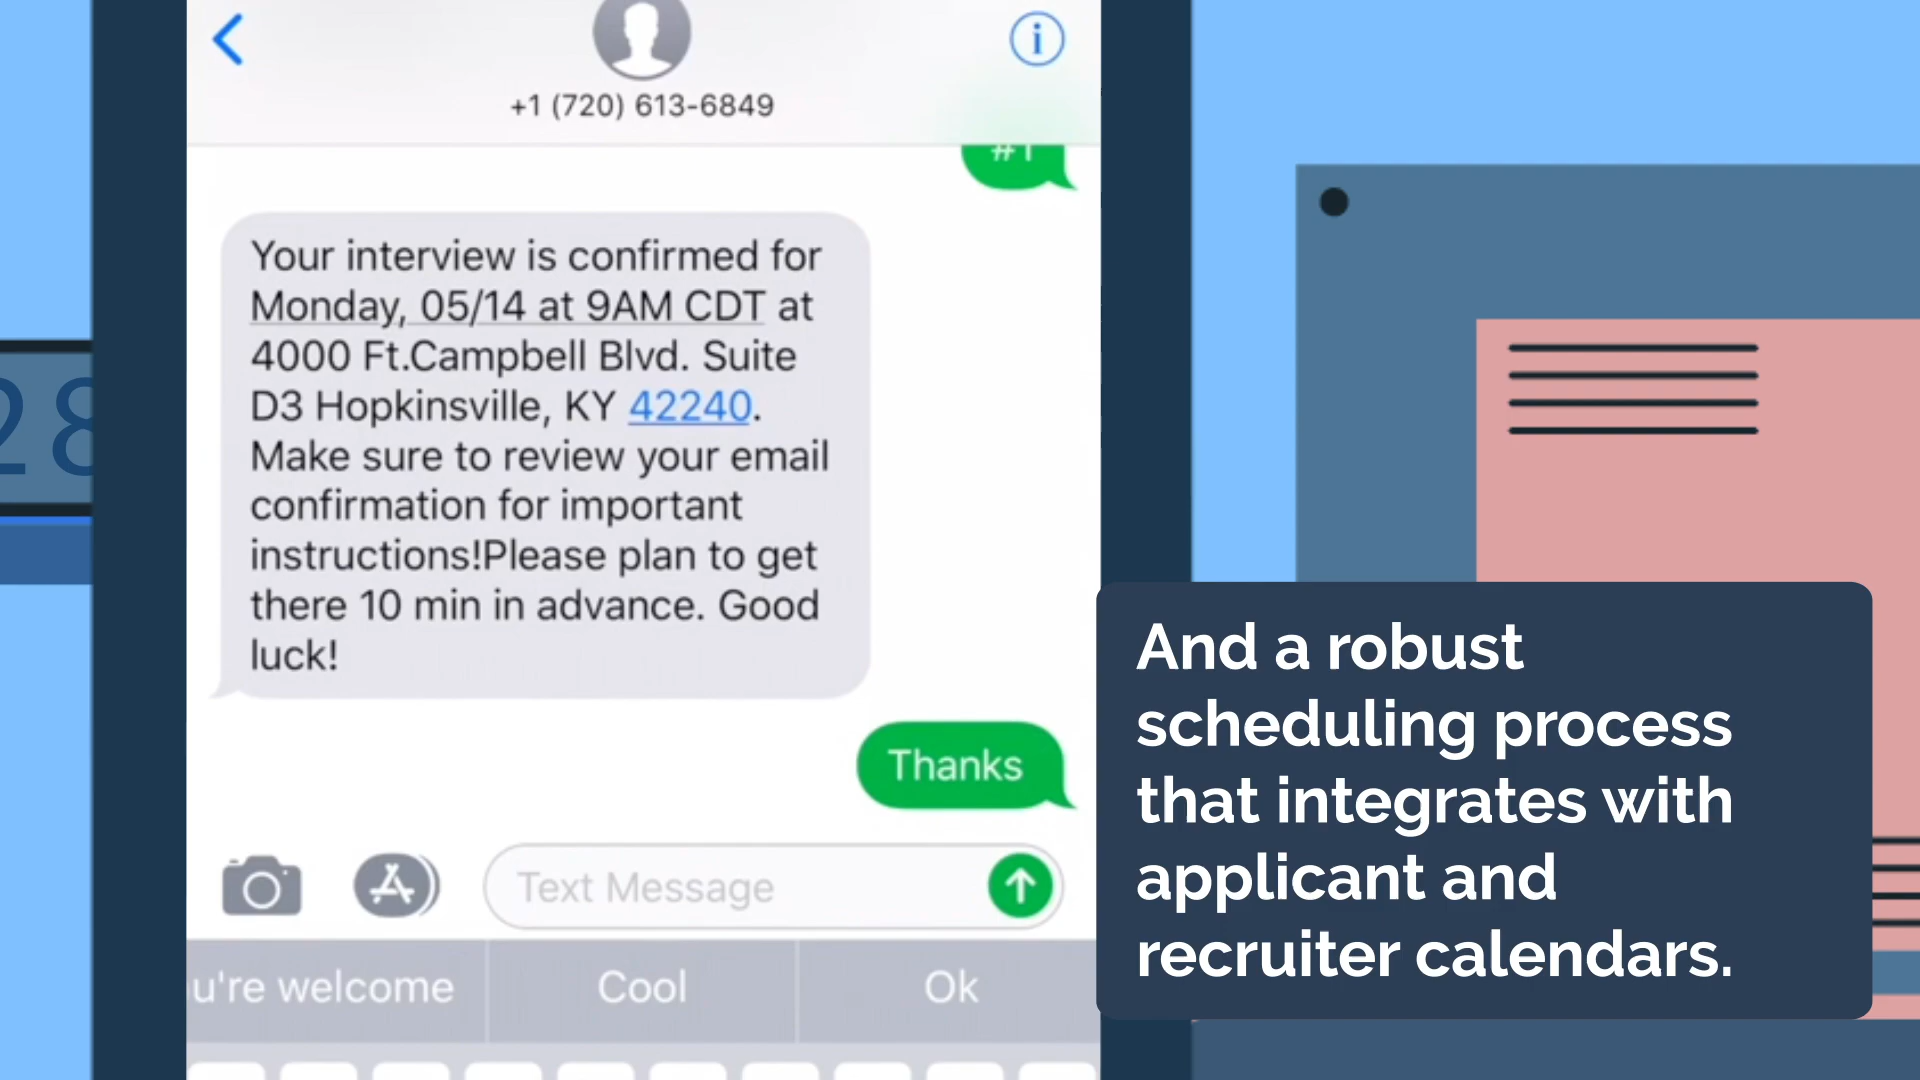 +1 (720) 613-6849
#1
Your interview is confirmed for
Monday, 05/14 at 9AM CDT at
4000 Ft.Campbell Blvd. Suite
D3 Hopkinsville, KY 42240.
Make sure to review your email
confirmation for important
instructions!Please plan to get
there 10 min in advance. Good
luck!
Thanks
Text Message
u're welcome
Cool
Ok
28
And a robust
scheduling process
that integrates with
applicant and
recruiter calendars.